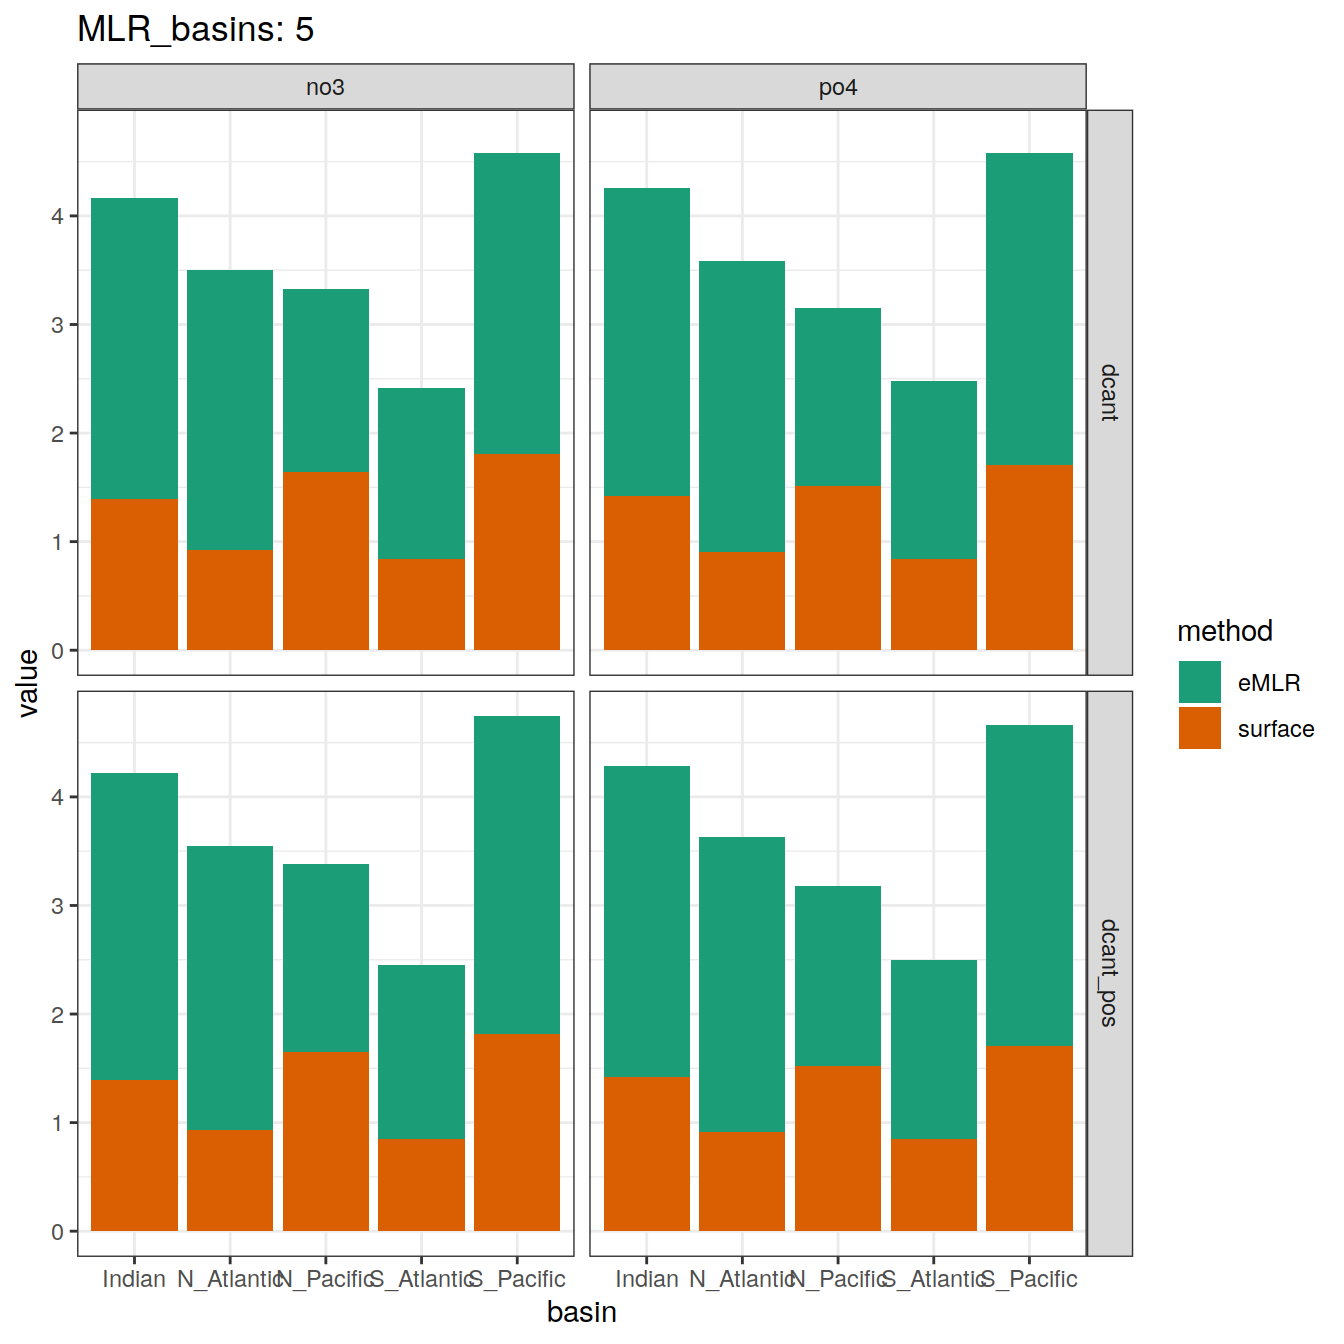 MLR_basins: 5
no3
po4
4
3
2
1
0
dcant
4
3
2
1
0
dcant_pos
value
Indian N_Atlantic N_Pacific S_Atlantic S_Pacific
Indian N_Atlantic N_Pacific S_Atlantic S_Pacific
basin
method
eMLR
surface